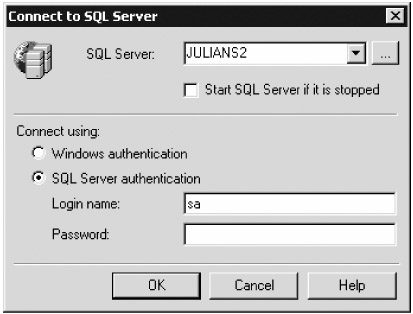 Connect to SQL Server
SQL Server: JULIANS2 ...
Start SQL Server if it is stopped
Connect using:
Windows authentication
SQL Server authentication
Login name: sa
Password:
OK Cancel Help